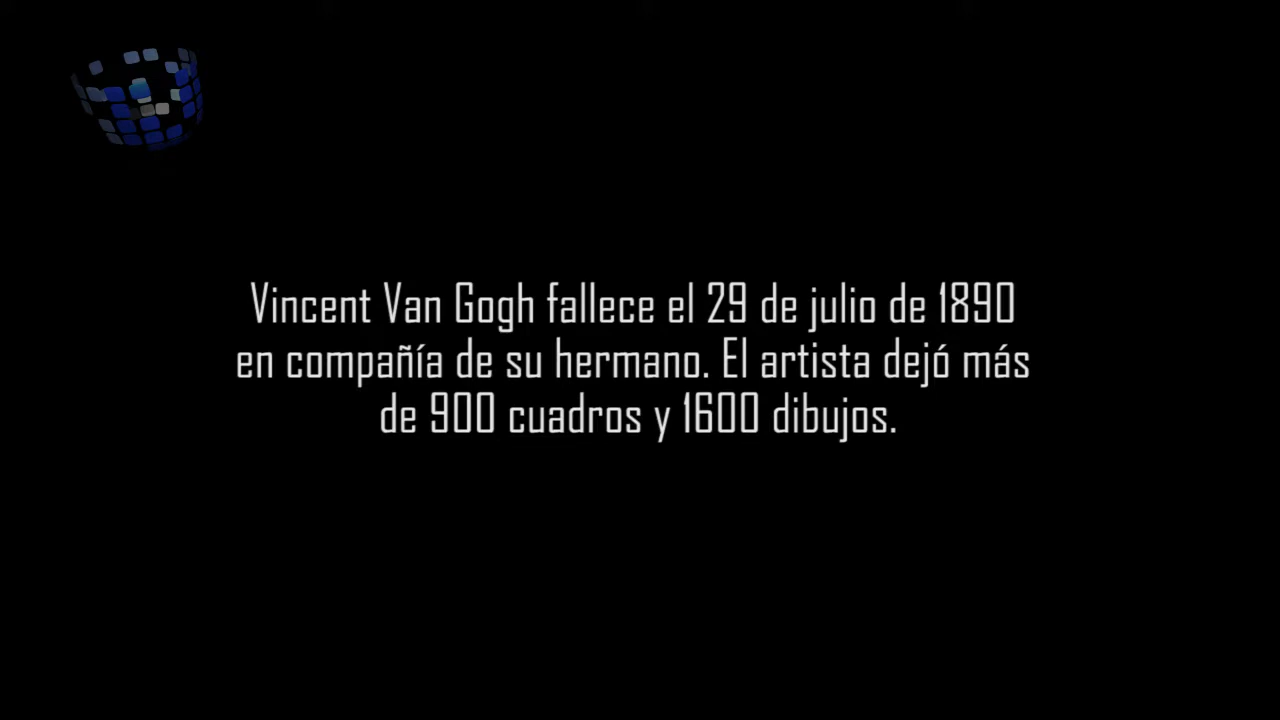 Vincent Van Gogh fallece el 29 de julio de 1890
en compañía de su hermano. El artista dejó más
de 900 cuadros y 1600 dibujos.